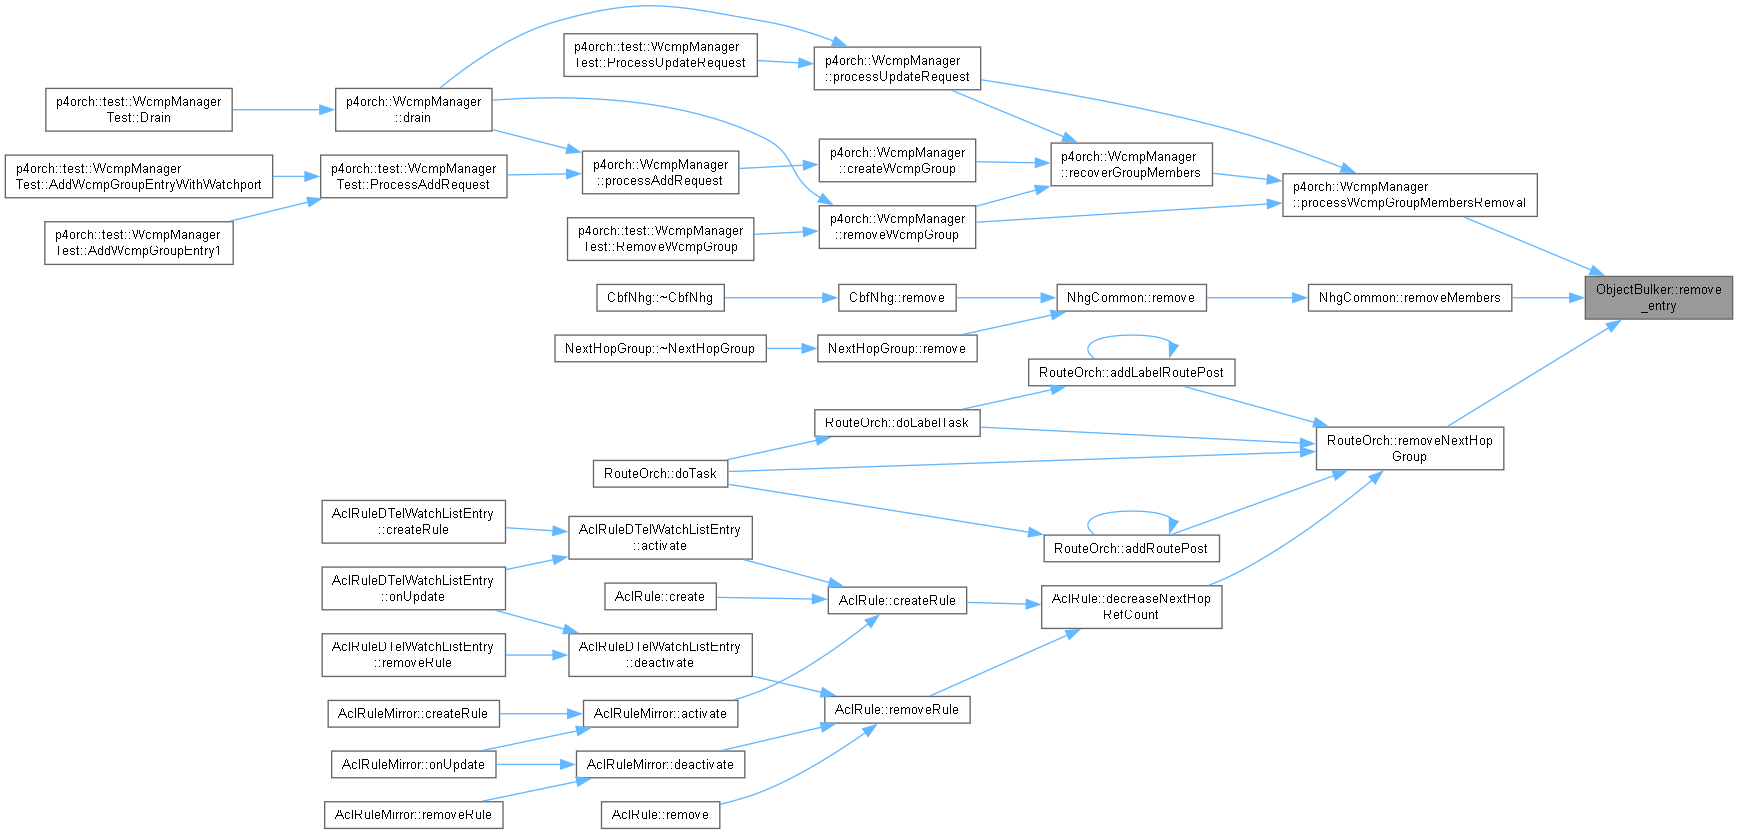 p4orch::test::WcmpManager
Test::ProcessUpdateRequest
p4orch::WcmpManager
::processUpdateRequest
p4orch::test::WcmpManager
Test::Drain
p4orch::WcmpManager
::drain
p4orch::test::WcmpManager
Test::AddWcmpGroupEntryWithWatchport
p4orch::test::WcmpManager
Test::ProcessAddRequest
p4orch::WcmpManager
::processAddRequest
p4orch::WcmpManager
::createWcmpGroup
p4orch::WcmpManager
::recoverGroupMembers
p4orch::WcmpManager
::processWcmpGroupMembersRemoval
p4orch::test::WcmpManager
Test::AddWcmpGroupEntry1
p4orch::test::WcmpManager
Test::RemoveWcmpGroup
p4orch::WcmpManager
::removeWcmpGroup
CbfNhg::~CbfNhg
CbfNhg::remove
NhgCommon::remove
NhgCommon::removeMembers
ObjectBulker::remove
_entry
NextHopGroup::~NextHopGroup
NextHopGroup::remove
RouteOrch::addLabelRoutePost
RouteOrch::doLabelTask
RouteOrch::removeNextHop
Group
RouteOrch::doTask
RouteOrch::addRoutePost
AclRuleDTelWatchListEntry
::createRule
AclRuleDTelWatchListEntry
::activate
AclRuleDTelWatchListEntry
::onUpdate
AclRule::create
AclRule::createRule
AclRule::decreaseNextHop
RefCount
AclRuleDTelWatchListEntry
::removeRule
AclRuleDTelWatchListEntry
::deactivate
AclRuleMirror::createRule
AclRuleMirror::activate
AclRule::removeRule
AclRuleMirror::onUpdate
AclRuleMirror::deactivate
AclRuleMirror::removeRule
AclRule::remove